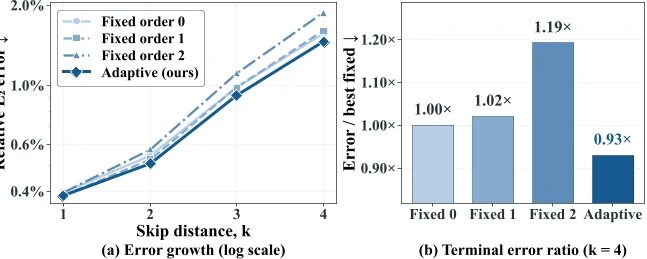 Relative L2 error ↓
2.0%
1.0%
0.6%
0.4%
Fixed order 0
Fixed order 1
Fixed order 2
Adaptive (ours)
1 2 3 4
Skip distance, k
(a) Error growth (log scale)
Error / best fixed ↓
1.20×
1.10×
1.00×
0.90×
1.00×
1.02×
1.19×
0.93×
Fixed 0 Fixed 1 Fixed 2 Adaptive
(b) Terminal error ratio (k = 4)